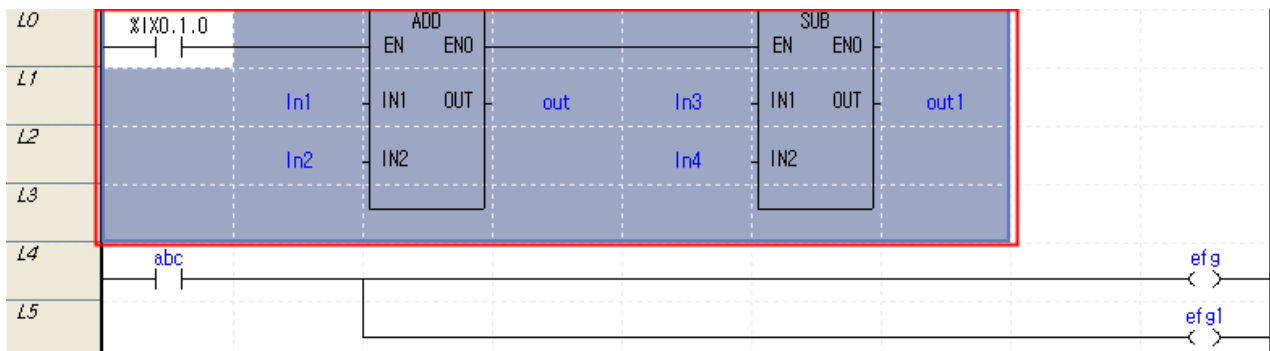 L0 %IX0.1.0 ADD SUB
EN ENO EN ENO
L1 In1 IN1 OUT out In3 IN1 OUT out1
L2 In2 IN2 In4 IN2
L3
L4 abc efg
L5 efg1